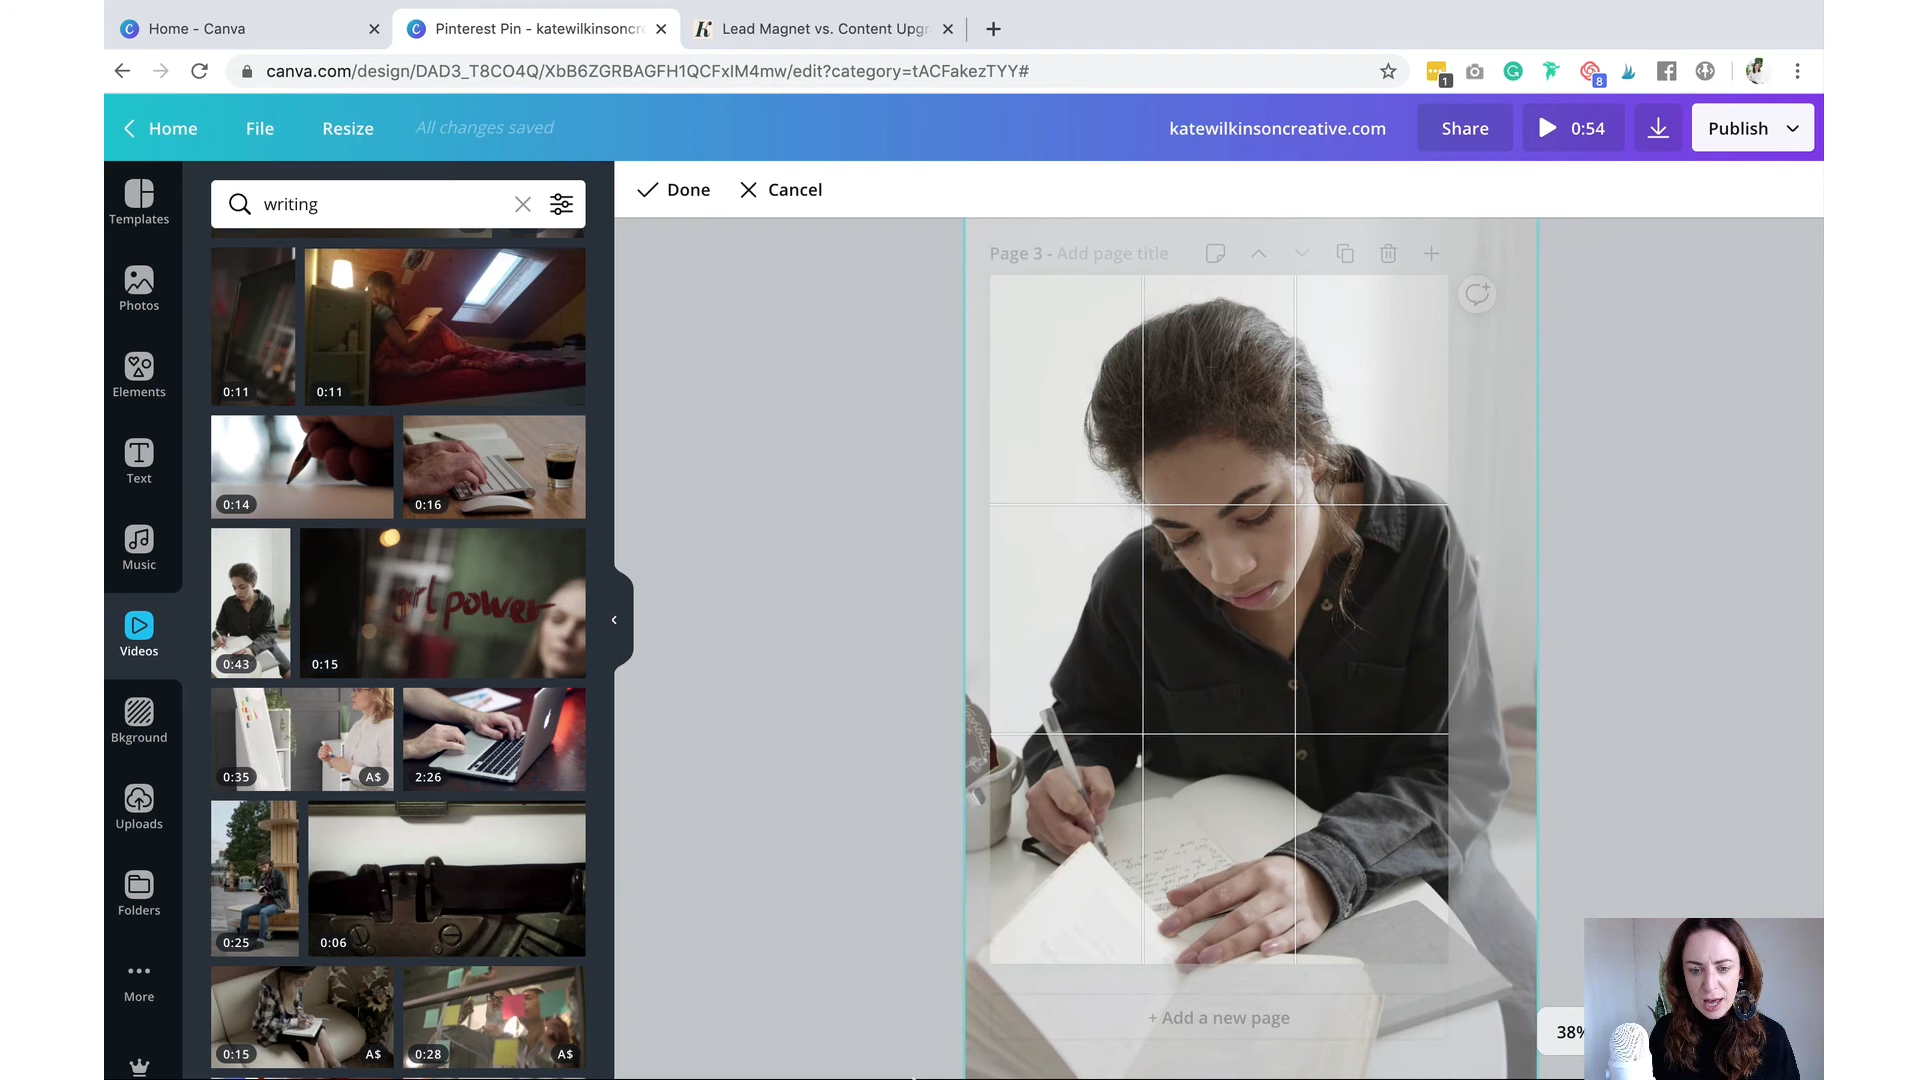 Home - Canva
Pinterest Pin - katewilkinsoncre
Lead Magnet vs. Content Upgr
canva.com/design/DAD3_T8CO4Q/XbB6ZGRBAGFH1QCFxIM4mw/edit?category=tACFakezTYY#
1
8
Home
File
Resize
All changes saved
katewilkinsoncreative.com
Share
0:54
Publish
Templates
Photos
Elements
Text
Music
Videos
Bkground
Uploads
Folders
More
writing
0:11
0:11
0:14
0:16
0:43
girl power
0:15
0:35
A$
2:26
0:25
0:06
0:15
A$
0:28
A$
Done
Cancel
Page 3 - Add page title
+ Add a new page
38%